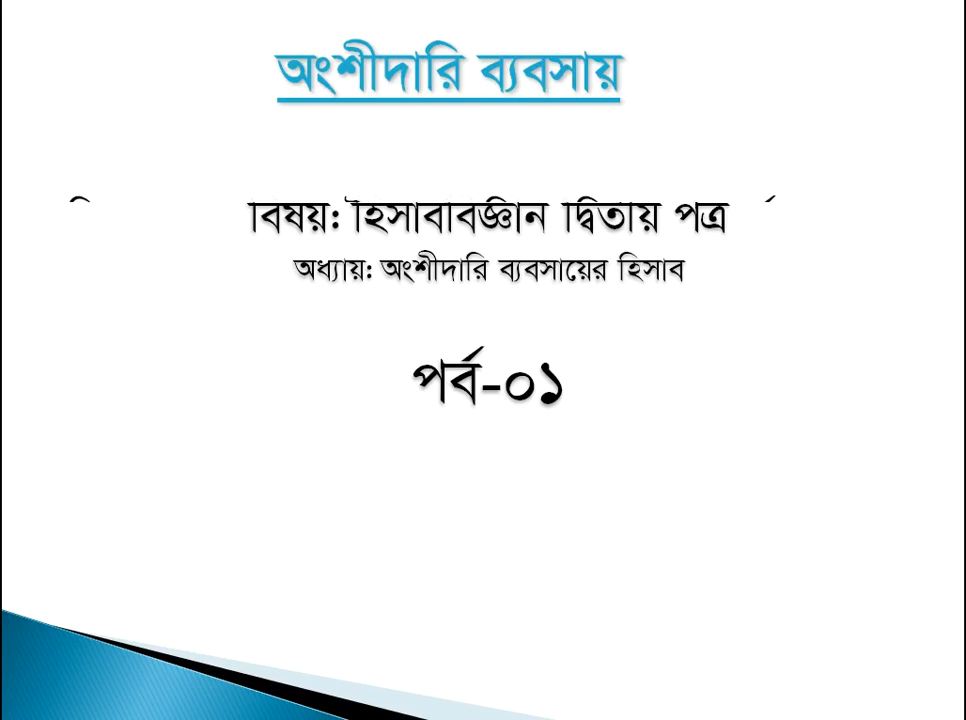 অংশীদারি ব্যবসায়
বিষয়: হিসাববিজ্ঞান দ্বিতীয় পত্র
অধ্যায়: অংশীদারি ব্যবসায়ের হিসাব
পর্ব-০১